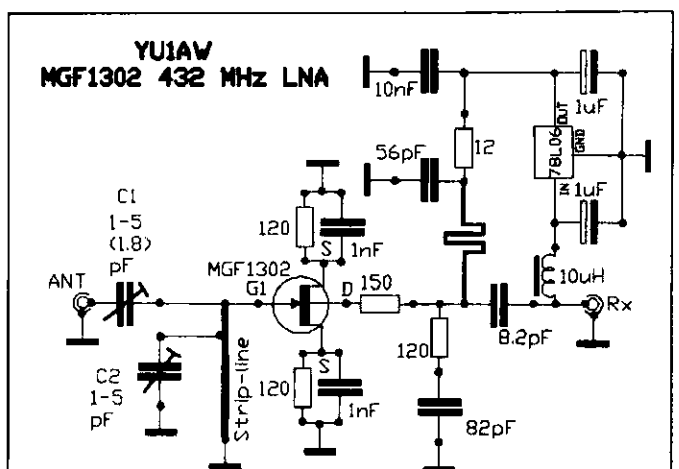 YU1AW
MGF1302 432 MHz LNA
10nF
1uF
OUT
78L06
GND
IN
12
56pF
1uF
C1
1-5
(1.8)
pF
120
S
1nF
10uH
MGF1302
ANT
G1
D
150
Rx
8.2pF
C2
1-5
pF
Strip-line
120
S
1nF
120
82pF